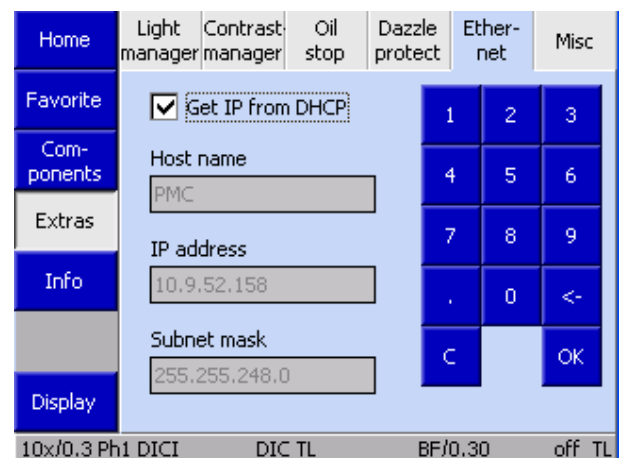 Home
Light
manager
Contrast-
manager
Oil
stop
Dazzle
protect
Ether-
net
Misc
Favorite
Com-
ponents
Extras
Info
Display
Get IP from DHCP
Host name
PMC
IP address
10.9.52.158
Subnet mask
255.255.248.0
1 2 3
4 5 6
7 8 9
. 0 <-
C OK
10x/0.3 Ph1 DICI DIC TL BF/0.30 off TL